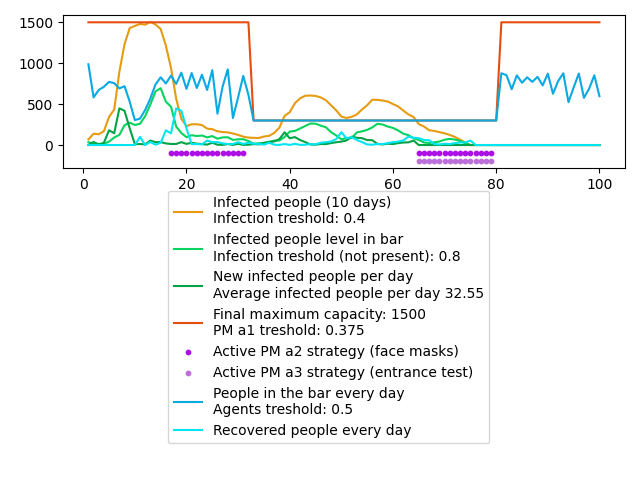 1500
1000
500
0
0
20
40
60
80
100
Infected people (10 days)
Infection treshold: 0.4
Infected people level in bar
Infection treshold (not present): 0.8
New infected people per day
Average infected people per day 32.55
Final maximum capacity: 1500
PM a1 treshold: 0.375
Active PM a2 strategy (face masks)
Active PM a3 strategy (entrance test)
People in the bar every day
Agents treshold: 0.5
Recovered people every day